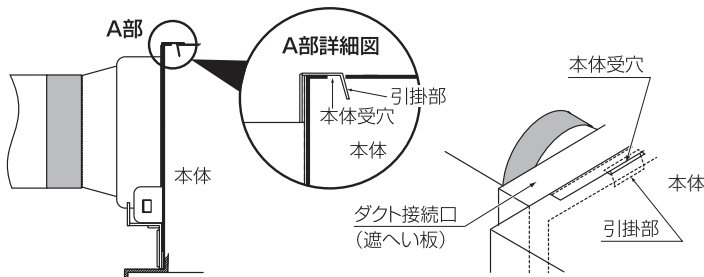 A部
A部詳細図
引掛部
本体受穴
本体
本体
本体受穴
本体
ダクト接続口
(遮へい板)
引掛部